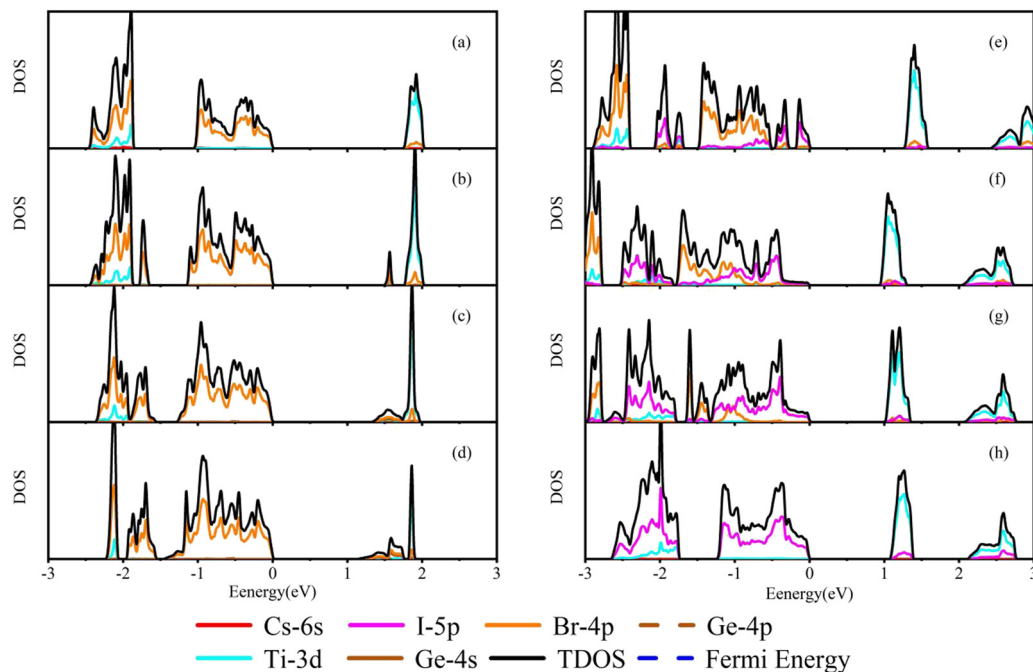 DOS (a)
DOS (b)
DOS (c)
DOS (d)
-3 -2 -1 0 1 2 3
Eenergy(eV)
DOS (e)
DOS (f)
DOS (g)
DOS (h)
-3 -2 -1 0 1 2 3
Eenergy(eV)
Cs-6s I-5p Br-4p Ge-4p
Ti-3d Ge-4s TDOS Fermi Energy